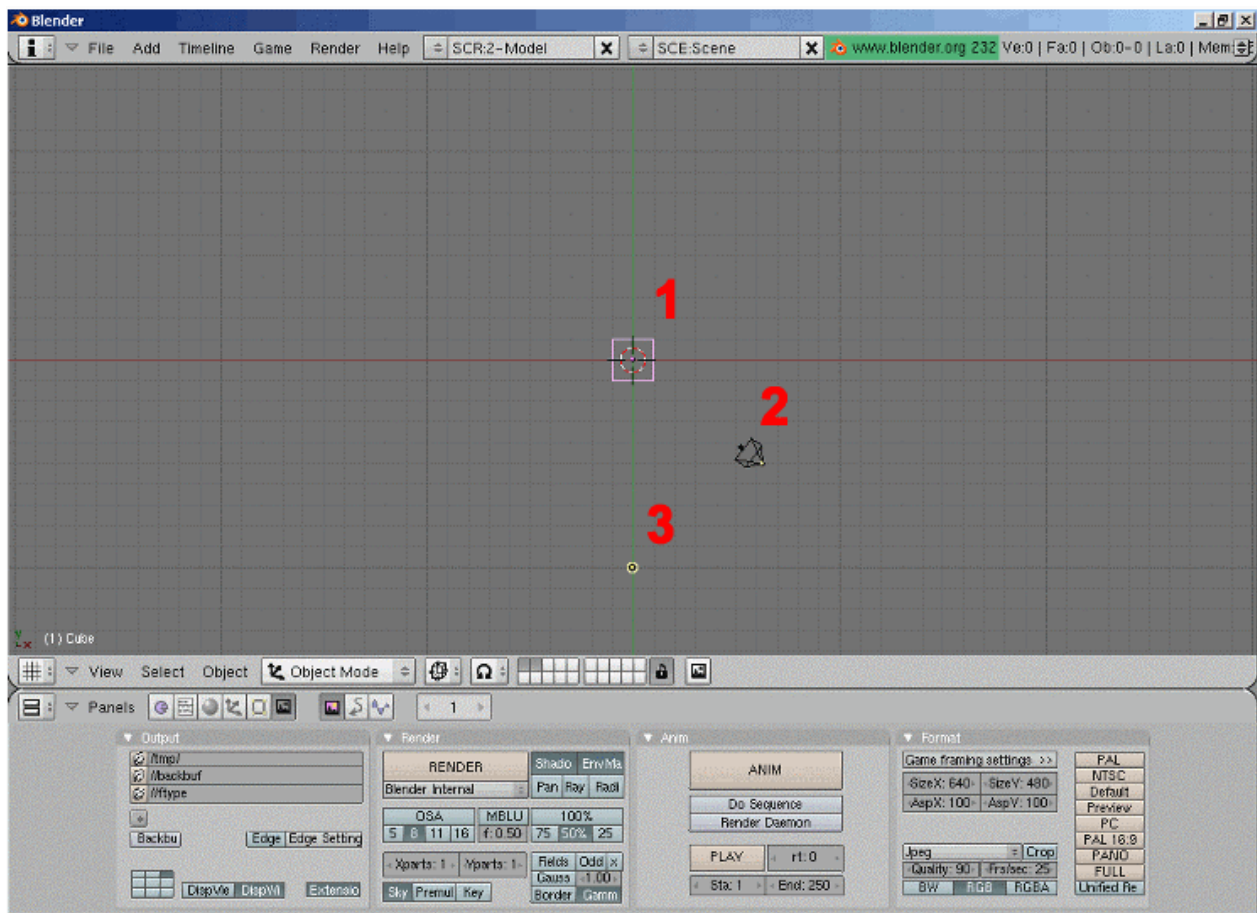 Blender
File Add Timeline Game Render Help SCR:2-Model X SCE:Scene X www.blender.org 232 Ve:0 | Fa:0 | Ob:0-0 | La:0 | Mem:
1
2
3
y x (1) Cube
View Select Object Object Mode
Panels 1
Output Render Anim Format
/tmp/
//backbuf
//ftype
Backbu Edge Edge Setting
DispVie DispWi Extensio
RENDER Shado EnvMa
Blender Internal Pan Ray Radi
OSA MBLU 100%
5 8 11 16 f: 0.50 75 50% 25
Xparts: 1 Yparts: 1 Fields Odd x
Gauss 1.00
Sky Premul Key Border Gamm
ANIM
Do Sequence
Render Daemon
PLAY rt: 0
Sta: 1 End: 250
Game framing settings >> PAL
NTSC
SizeX: 640 SizeY: 480 Default
AspX: 100 AspY: 100 Preview
PC
PAL 16:9
Jpeg Crop PANO
Quality: 90 Frs/sec: 25 FULL
BW RGB RGBA Unified Re